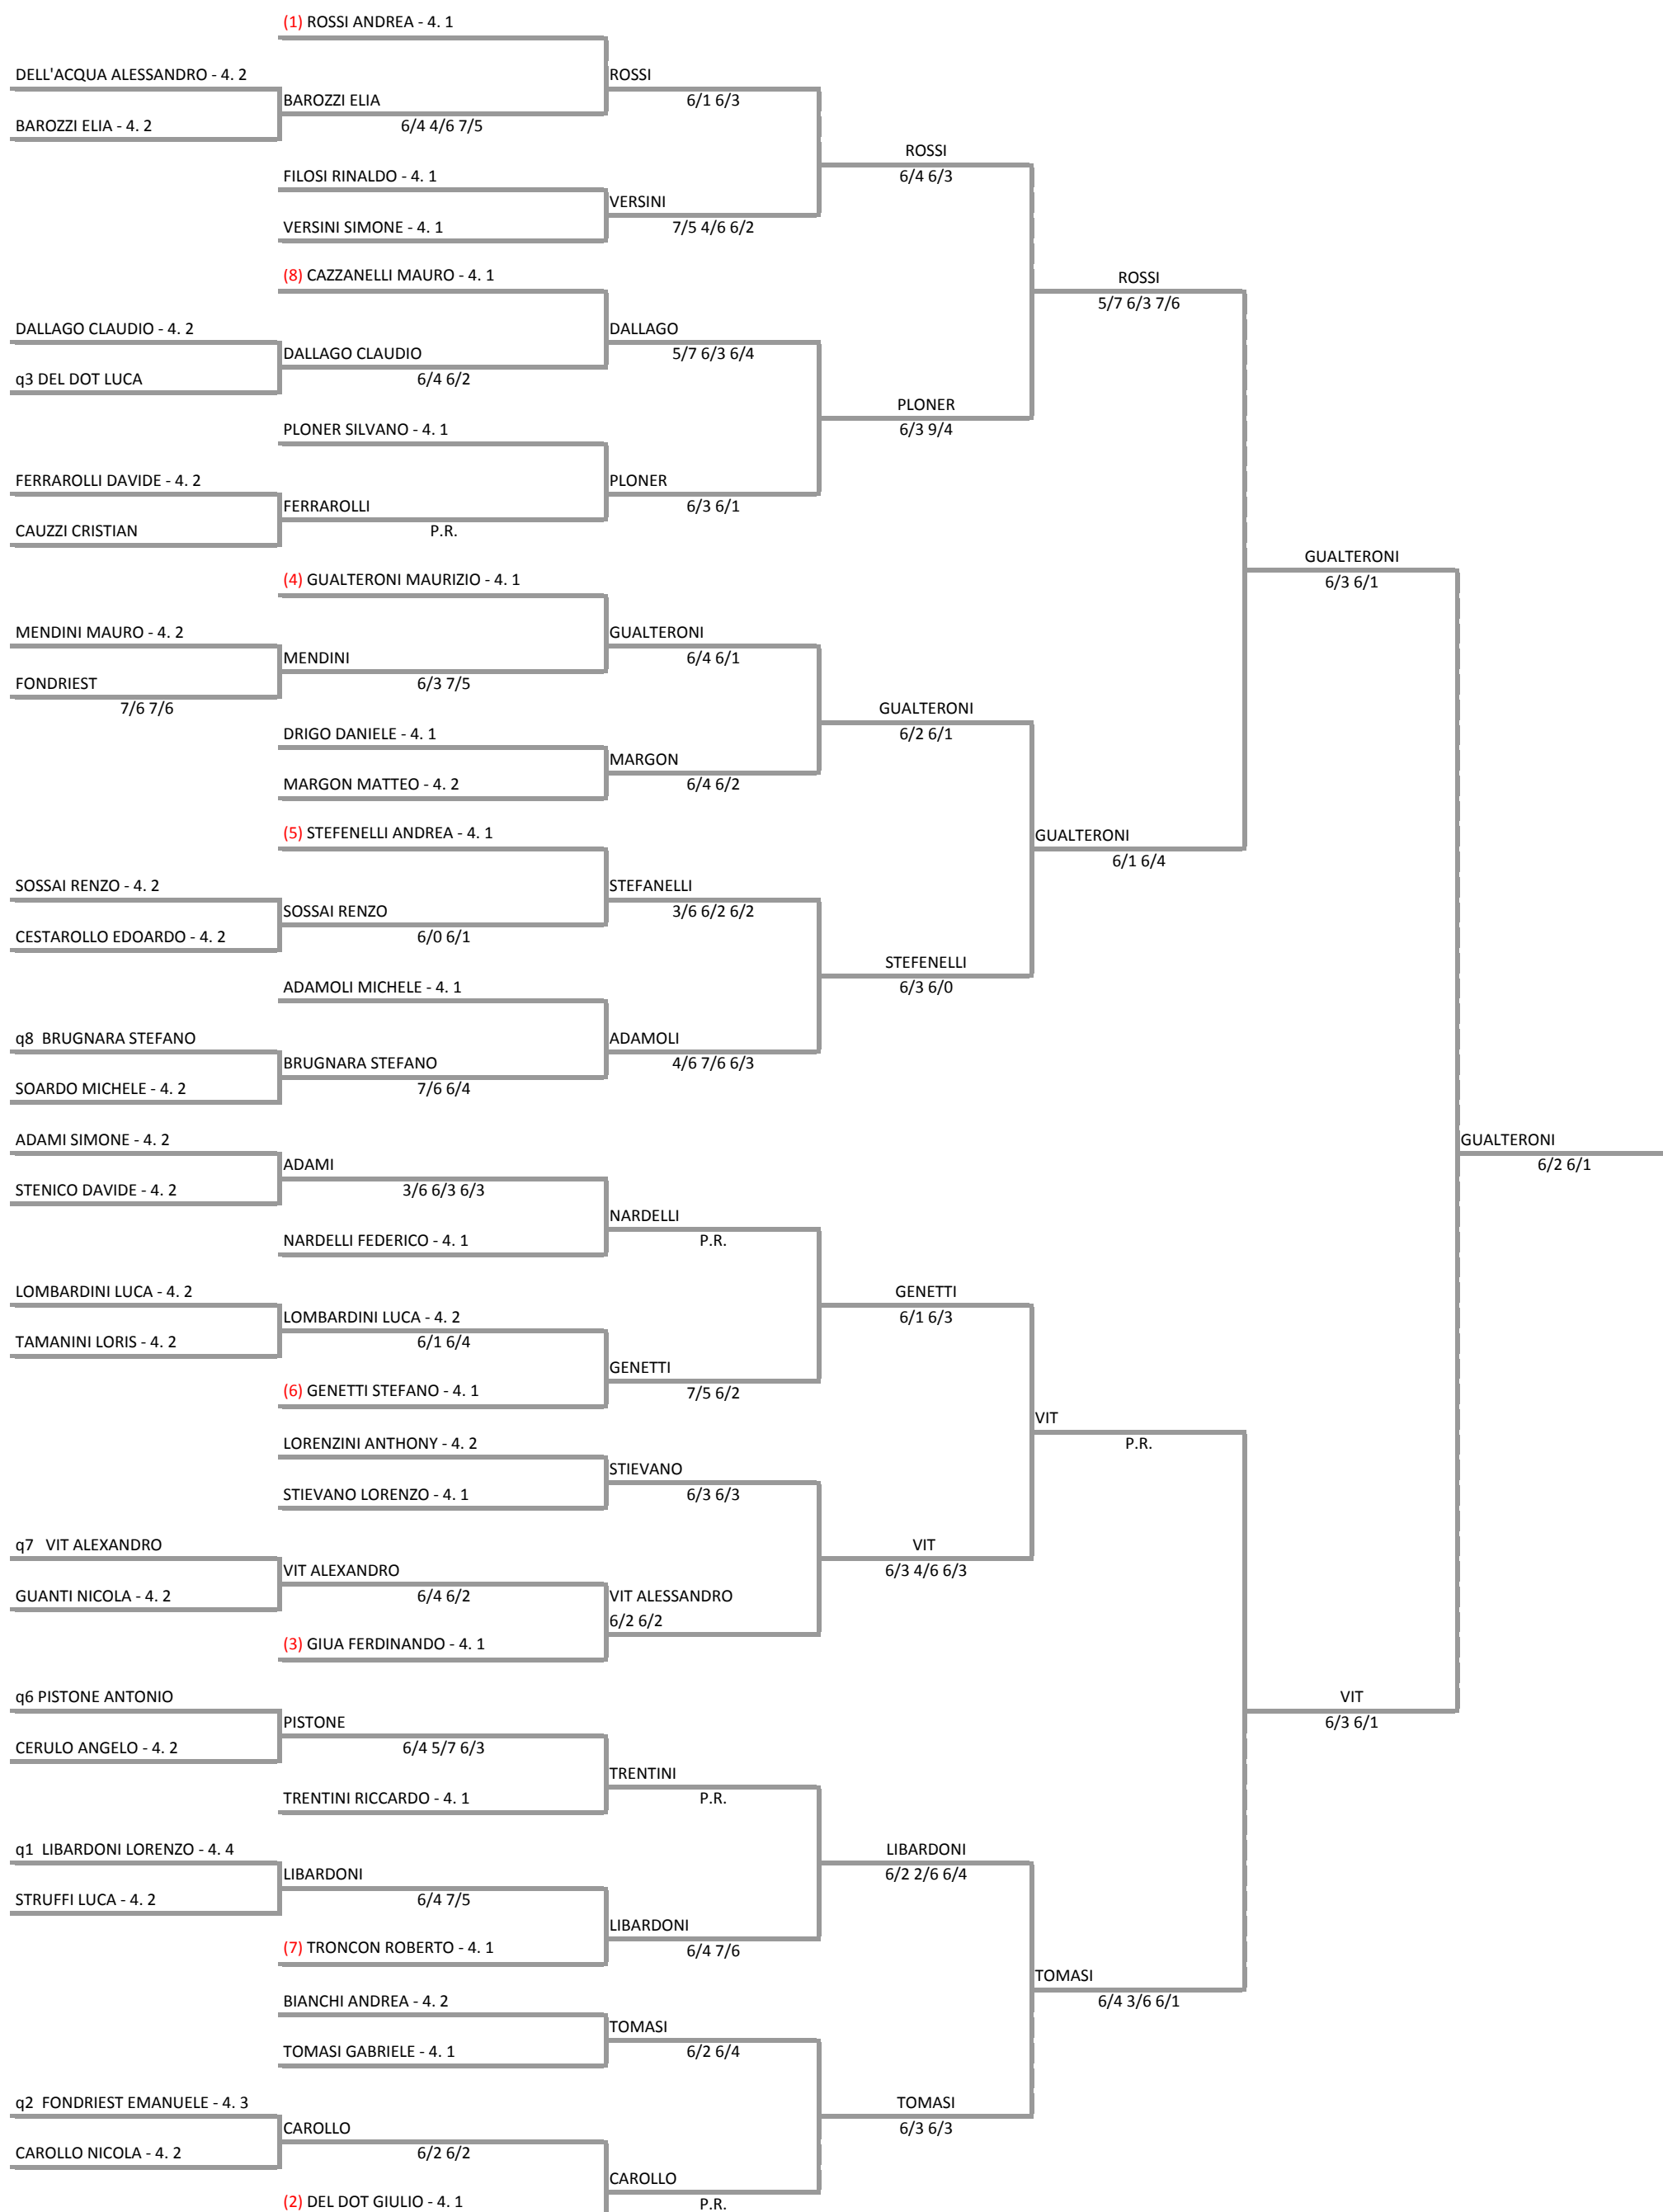 (1) ROSSI ANDREA - 4. 1
DELL'ACQUA ALESSANDRO - 4. 2
ROSSI
BAROZZI ELIA
6/1 6/3
BAROZZI ELIA - 4. 2
6/4 4/6 7/5
ROSSI
FILOSI RINALDO - 4. 1
6/4 6/3
VERSINI
VERSINI SIMONE - 4. 1
7/5 4/6 6/2
(8) CAZZANELLI MAURO - 4. 1
ROSSI
5/7 6/3 7/6
DALLAGO CLAUDIO - 4. 2
DALLAGO
DALLAGO CLAUDIO
5/7 6/3 6/4
q3 DEL DOT LUCA
6/4 6/2
PLONER
PLONER SILVANO - 4. 1
6/3 9/4
FERRAROLLI DAVIDE - 4. 2
PLONER
FERRAROLLI
6/3 6/1
CAUZZI CRISTIAN
P.R.
GUALTERONI
(4) GUALTERONI MAURIZIO - 4. 1
6/3 6/1
MENDINI MAURO - 4. 2
GUALTERONI
MENDINI
6/4 6/1
FONDRIEST
6/3 7/5
7/6 7/6
GUALTERONI
DRIGO DANIELE - 4. 1
6/2 6/1
MARGON
MARGON MATTEO - 4. 2
6/4 6/2
(5) STEFENELLI ANDREA - 4. 1
GUALTERONI
6/1 6/4
SOSSAI RENZO - 4. 2
STEFANELLI
SOSSAI RENZO
3/6 6/2 6/2
CESTAROLLO EDOARDO - 4. 2
6/0 6/1
STEFENELLI
ADAMOLI MICHELE - 4. 1
6/3 6/0
q8 BRUGNARA STEFANO
ADAMOLI
BRUGNARA STEFANO
4/6 7/6 6/3
SOARDO MICHELE - 4. 2
7/6 6/4
ADAMI SIMONE - 4. 2
GUALTERONI
ADAMI
6/2 6/1
STENICO DAVIDE - 4. 2
3/6 6/3 6/3
NARDELLI
NARDELLI FEDERICO - 4. 1
P.R.
LOMBARDINI LUCA - 4. 2
GENETTI
LOMBARDINI LUCA - 4. 2
6/1 6/3
TAMANINI LORIS - 4. 2
6/1 6/4
GENETTI
(6) GENETTI STEFANO - 4. 1
7/5 6/2
VIT
LORENZINI ANTHONY - 4. 2
P.R.
STIEVANO
STIEVANO LORENZO - 4. 1
6/3 6/3
q7 VIT ALEXANDRO
VIT
VIT ALEXANDRO
6/3 4/6 6/3
GUANTI NICOLA - 4. 2
6/4 6/2
VIT ALESSANDRO
6/2 6/2
(3) GIUA FERDINANDO - 4. 1
q6 PISTONE ANTONIO
VIT
PISTONE
6/3 6/1
CERULO ANGELO - 4. 2
6/4 5/7 6/3
TRENTINI
TRENTINI RICCARDO - 4. 1
P.R.
q1 LIBARDONI LORENZO - 4. 4
LIBARDONI
LIBARDONI
6/2 2/6 6/4
STRUFFI LUCA - 4. 2
6/4 7/5
LIBARDONI
(7) TRONCON ROBERTO - 4. 1
6/4 7/6
TOMASI
BIANCHI ANDREA - 4. 2
6/4 3/6 6/1
TOMASI
TOMASI GABRIELE - 4. 1
6/2 6/4
q2 FONDRIEST EMANUELE - 4. 3
TOMASI
CAROLLO
6/3 6/3
CAROLLO NICOLA - 4. 2
6/2 6/2
CAROLLO
(2) DEL DOT GIULIO - 4. 1
P.R.